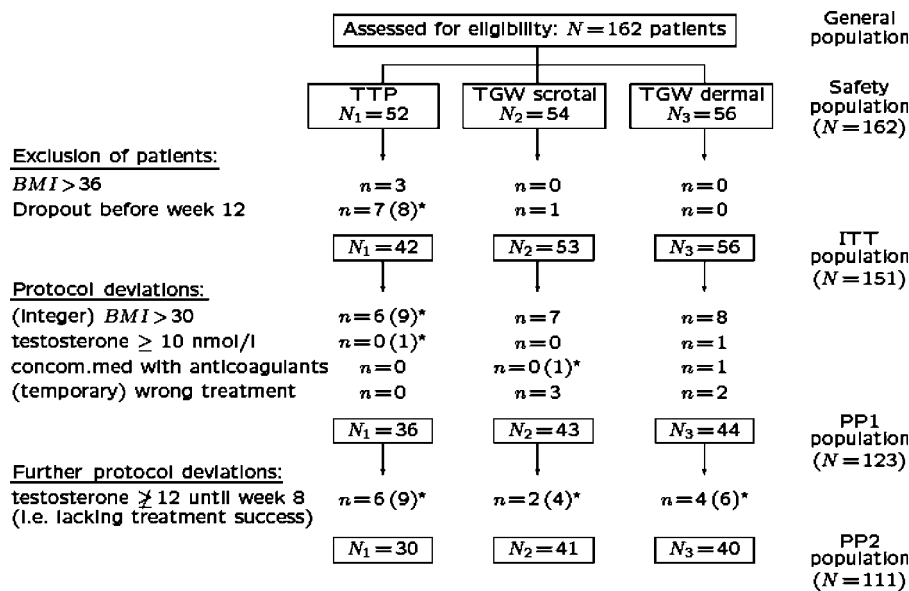 Assessed for eligibility: N=162 patients
General
population
TTP
N₁=52
TGW scrotal
N₂=54
TGW dermal
N₃=56
Safety
population
(N=162)
Exclusion of patients:
BMI>36 n=3 n=0 n=0
Dropout before week 12 n=7(8)* n=1 n=0
N₁=42 N₂=53 N₃=56
ITT
population
(N=151)
Protocol deviations:
(integer) BMI>30 n=6(9)* n=7 n=8
testosterone ≥ 10 nmol/l n=0(1)* n=0 n=1
concom.med with anticoagulants n=0 n=0(1)* n=1
(temporary) wrong treatment n=0 n=3 n=2
N₁=36 N₂=43 N₃=44
PP1
population
(N=123)
Further protocol deviations:
testosterone ≱ 12 until week 8 n=6(9)* n=2(4)* n=4(6)*
(i.e. lacking treatment success)
N₁=30 N₂=41 N₃=40
PP2
population
(N=111)